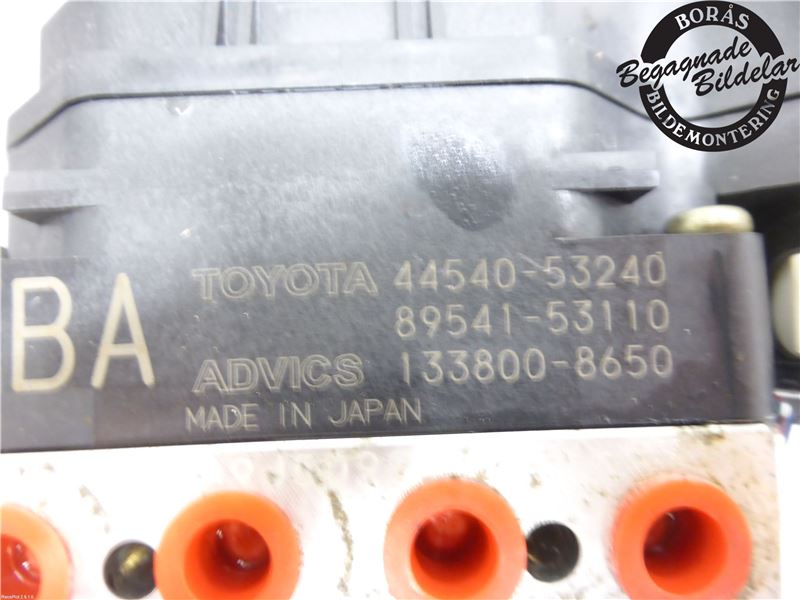 BORÅS
Begagnade
Bildelar
BILDEMONTERING
BA
TOYOTA 44540-53240
89541-53110
ADVICS 133800-8650
MADE IN JAPAN